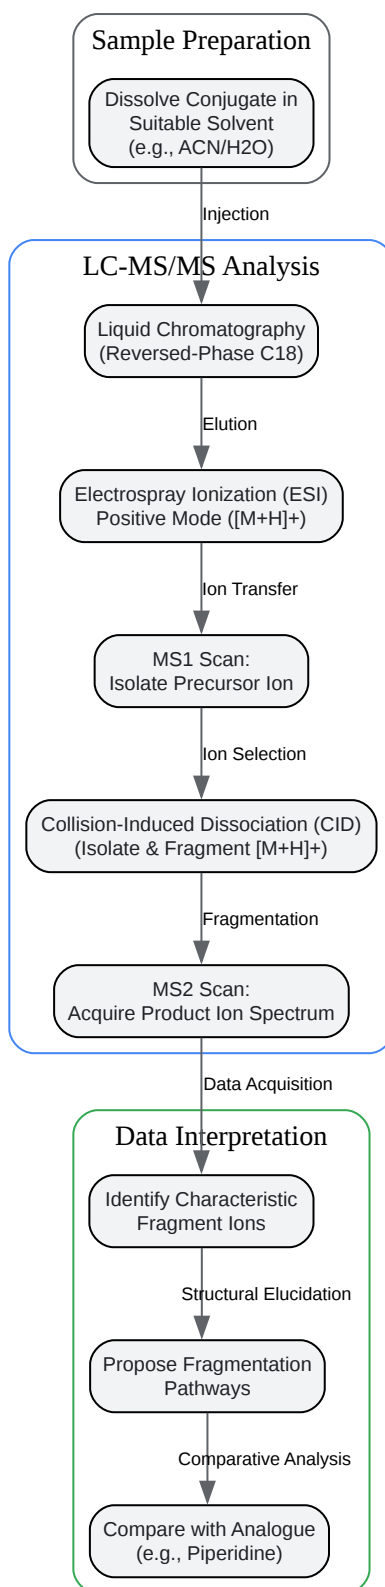 Sample Preparation
Dissolve Conjugate in
Suitable Solvent
(e.g., ACN/H2O)
Injection
LC-MS/MS Analysis
Liquid Chromatography
(Reversed-Phase C18)
Elution
Electrospray Ionization (ESI)
Positive Mode ([M+H]+)
Ion Transfer
MS1 Scan:
Isolate Precursor Ion
Ion Selection
Collision-Induced Dissociation (CID)
(Isolate & Fragment [M+H]+)
Fragmentation
MS2 Scan:
Acquire Product Ion Spectrum
Data Acquisition
Data Interpretation
Identify Characteristic
Fragment Ions
Structural Elucidation
Propose Fragmentation
Pathways
Comparative Analysis
Compare with Analogue
(e.g., Piperidine)